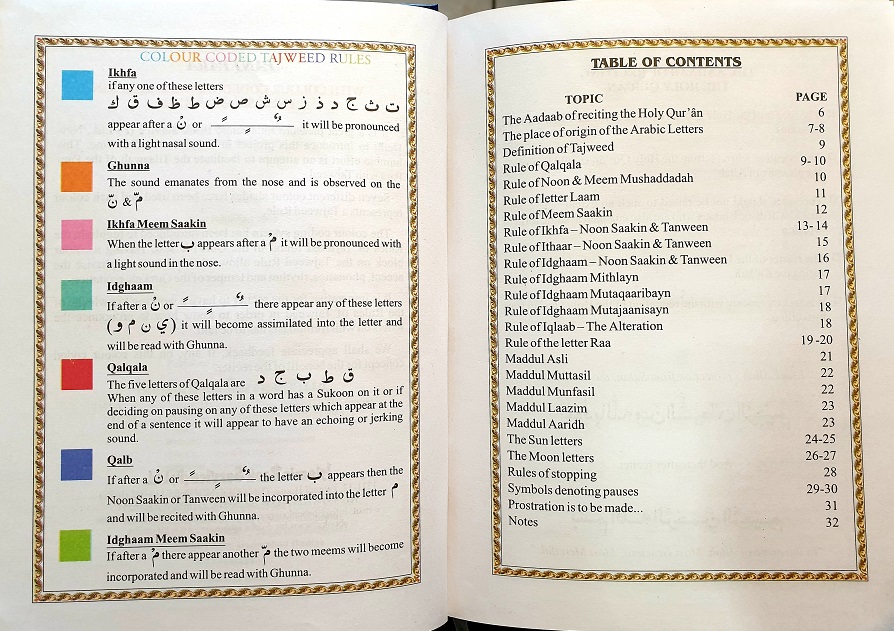 COLOUR CODED TAJWEED RULES
Ikhfa
if any one of these letters
ت ث ج د ذ ز س ش ص ض ط ظ ف ق ك
appear after a نْ or ــًــٍــٌ it will be pronounced
with a light nasal sound.
Ghunna
The sound emanates from the nose and is observed on the
نّ & مّ
Ikhfa Meem Saakin
When the letter ب appears after a مْ it will be pronounced with
a light sound in the nose.
Idghaam
If after a نْ or ــًــٍــٌ there appear any of these letters
(ي ن م و) it will become assimilated into the letter and
will be read with Ghunna.
Qalqala
The five letters of Qalqala are ق ط ب ج د
When any of these letters in a word has a Sukoon on it or if
deciding on pausing on any of these letters which appear at the
end of a sentence it will appear to have an echoing or jerking
sound.
Qalb
If after a نْ or ــًــٍــٌ the letter ب appears then the
Noon Saakin or Tanween will be incorporated into the letter م
and will be recited with Ghunna.
Idghaam Meem Saakin
If after a مْ there appear another مّ the two meems will become
incorporated and will be read with Ghunna.
TABLE OF CONTENTS
TOPIC PAGE
The Aadaab of reciting the Holy Qur'ân 6
The place of origin of the Arabic Letters 7-8
Definition of Tajweed 9
Rule of Qalqala 9-10
Rule of Noon & Meem Mushaddadah 10
Rule of letter Laam 11
Rule of Meem Saakin 12
Rule of Ikhfa – Noon Saakin & Tanween 13-14
Rule of Ithaar – Noon Saakin & Tanween 15
Rule of Idghaam – Noon Saakin & Tanween 16
Rule of Idghaam Mithlayn 17
Rule of Idghaam Mutaqaaribayn 17
Rule of Idghaam Mutajaanisayn 18
Rule of Iqlaab – The Alteration 18
Rule of the letter Raa 19-20
Maddul Asli 21
Maddul Muttasil 22
Maddul Munfasil 22
Maddul Laazim 23
Maddul Aaridh 23
The Sun letters 24-25
The Moon letters 26-27
Rules of stopping 28
Symbols denoting pauses 29-30
Prostration is to be made... 31
Notes 32